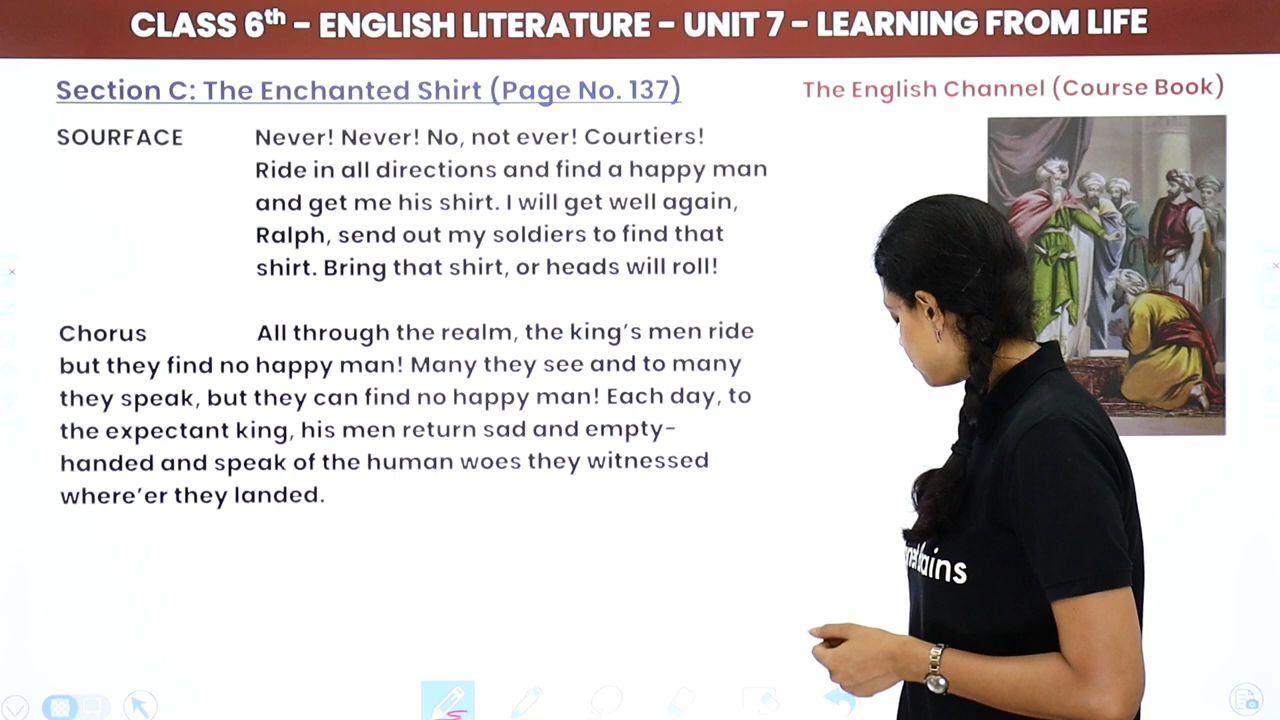 CLASS 6th – ENGLISH LITERATURE – UNIT 7 – LEARNING FROM LIFE
Section C: The Enchanted Shirt (Page No. 137)
The English Channel (Course Book)
SOURFACE Never! Never! No, not ever! Courtiers!
Ride in all directions and find a happy man
and get me his shirt. I will get well again,
Ralph, send out my soldiers to find that
shirt. Bring that shirt, or heads will roll!
Chorus All through the realm, the king's men ride
but they find no happy man! Many they see and to many
they speak, but they can find no happy man! Each day, to
the expectant king, his men return sad and empty-
handed and speak of the human woes they witnessed
where'er they landed.